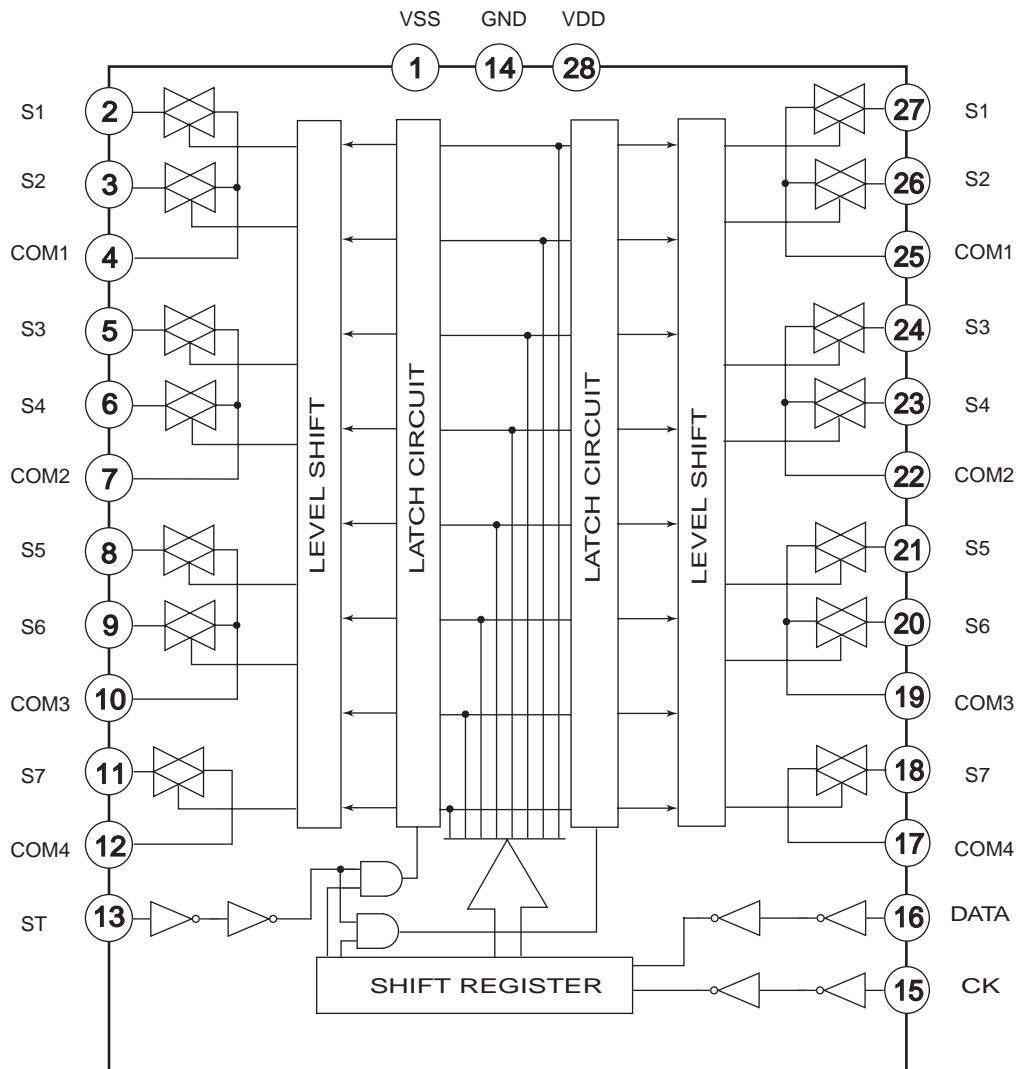 VSS GND VDD
1 14 28
S1 2 27 S1
S2 3 26 S2
COM1 4 25 COM1
S3 5 24 S3
S4 6 23 S4
COM2 7 22 COM2
S5 8 21 S5
S6 9 20 S6
COM3 10 19 COM3
S7 11 18 S7
COM4 12 17 COM4
ST 13 16 DATA
15 CK
LEVEL SHIFT
LATCH CIRCUIT
LATCH CIRCUIT
LEVEL SHIFT
SHIFT REGISTER